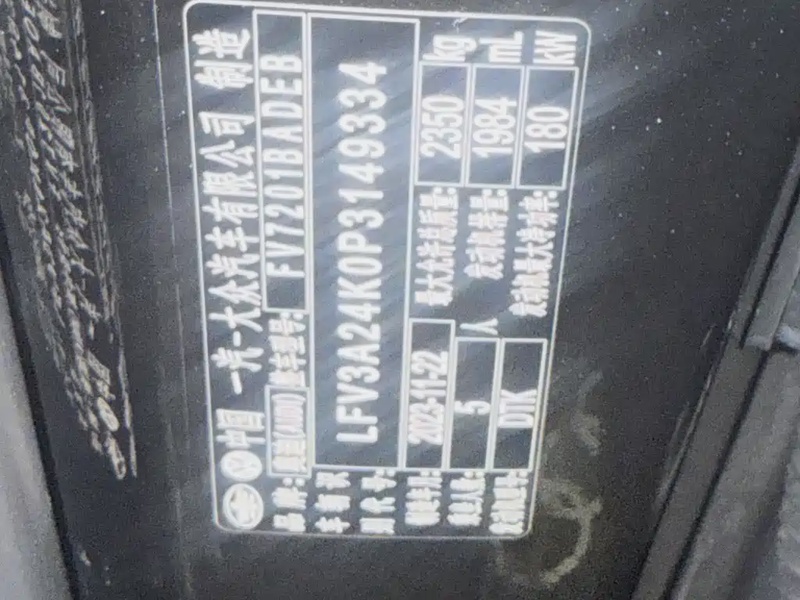 中国 一汽-大众汽车有限公司 制造
品牌: 奥迪(AUDI) 整车型号: FV7201BADEB
车辆识别代号: LFV3A24K0P3149334
制造年月: 2023-11-22 最大允许总质量: 2350 kg
乘坐人数: 5 人 发动机排量: 1984 mL
发动机型号: DTK 发动机最大净功率: 180 kW